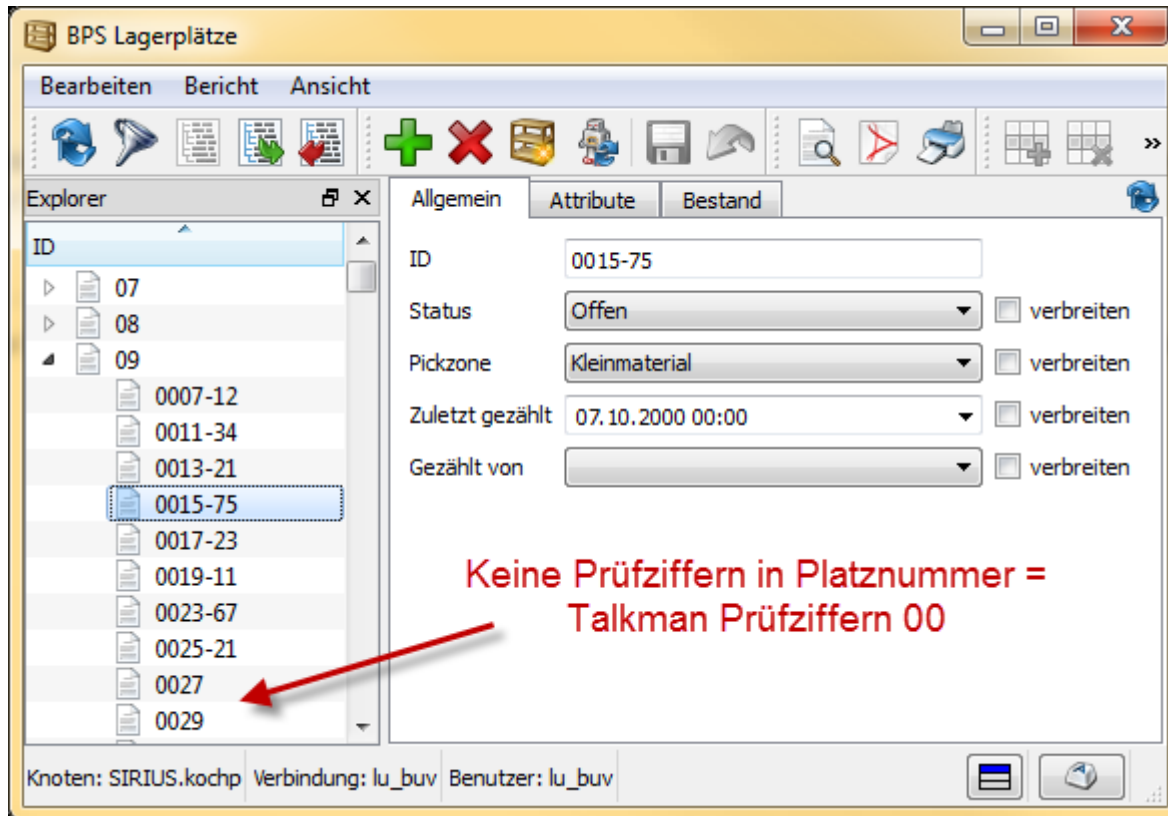 BPS Lagerplätze
Bearbeiten Bericht Ansicht
»
Explorer
Allgemein Attribute Bestand
ID
07
08
09
0007-12
0011-34
0013-21
0015-75
0017-23
0019-11
0023-67
0025-21
0027
0029
ID 0015-75
Status Offen verbreiten
Pickzone Kleinmaterial verbreiten
Zuletzt gezählt 07.10.2000 00:00 verbreiten
Gezählt von verbreiten
Keine Prüfziffern in Platznummer =
Talkman Prüfziffern 00
Knoten: SIRIUS.kochp Verbindung: lu_buv Benutzer: lu_buv